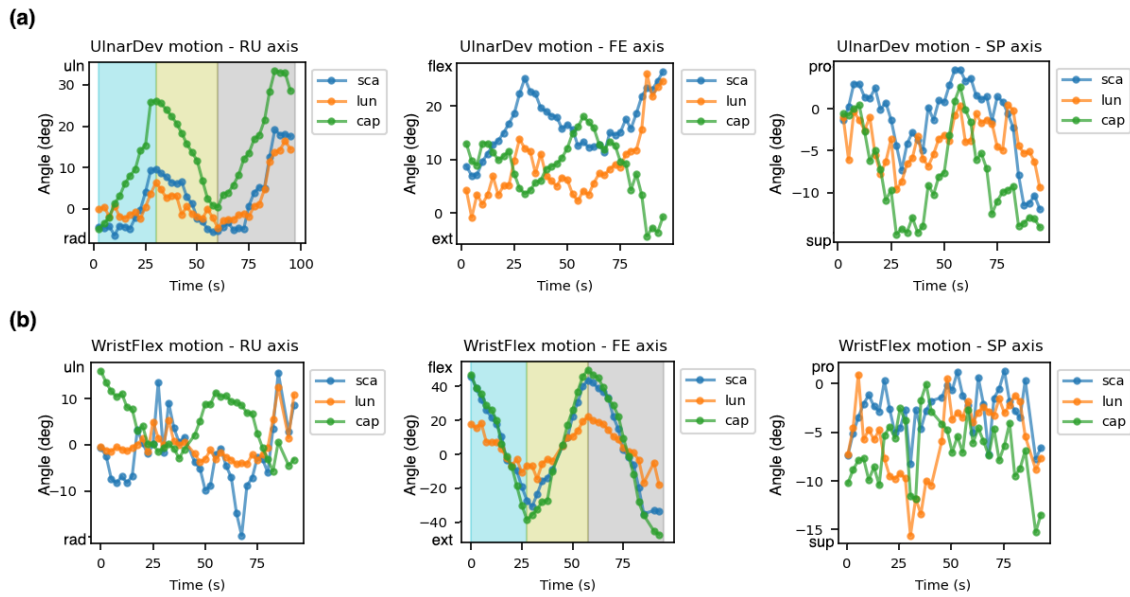 (a)
UlnarDev motion - RU axis
uln
30
20
10
0
rad
Angle (deg)
0 25 50 75 100
Time (s)
sca
lun
cap
UlnarDev motion - FE axis
flex
20
10
0
ext
Angle (deg)
0 25 50 75
Time (s)
sca
lun
cap
UlnarDev motion - SP axis
pro
0
−5
−10
sup
Angle (deg)
0 25 50 75
Time (s)
sca
lun
cap
(b)
WristFlex motion - RU axis
uln
10
0
−10
rad
Angle (deg)
0 25 50 75
Time (s)
sca
lun
cap
WristFlex motion - FE axis
flex
40
20
0
−20
−40
ext
Angle (deg)
0 25 50 75
Time (s)
sca
lun
cap
WristFlex motion - SP axis
pro
0
−5
−10
−15
sup
Angle (deg)
0 25 50 75
Time (s)
sca
lun
cap